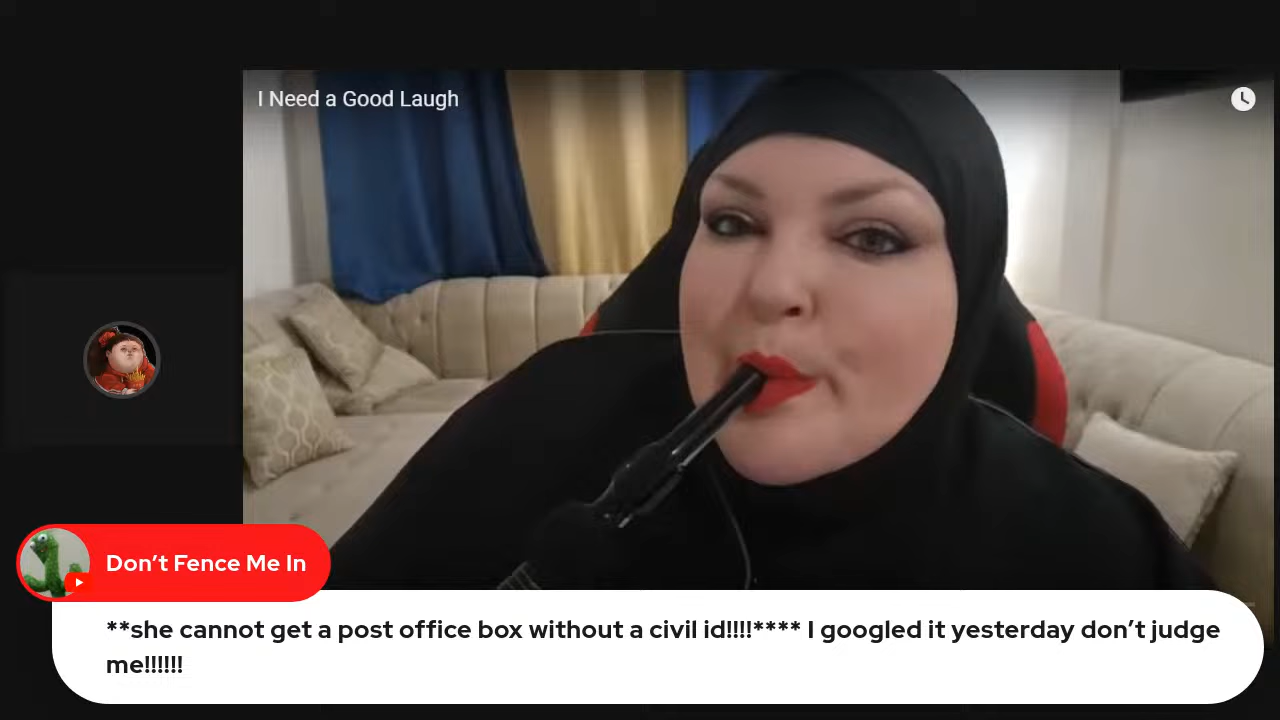 I Need a Good Laugh
Don’t Fence Me In
**she cannot get a post office box without a civil id!!!!**** I googled it yesterday don’t judge
me!!!!!!